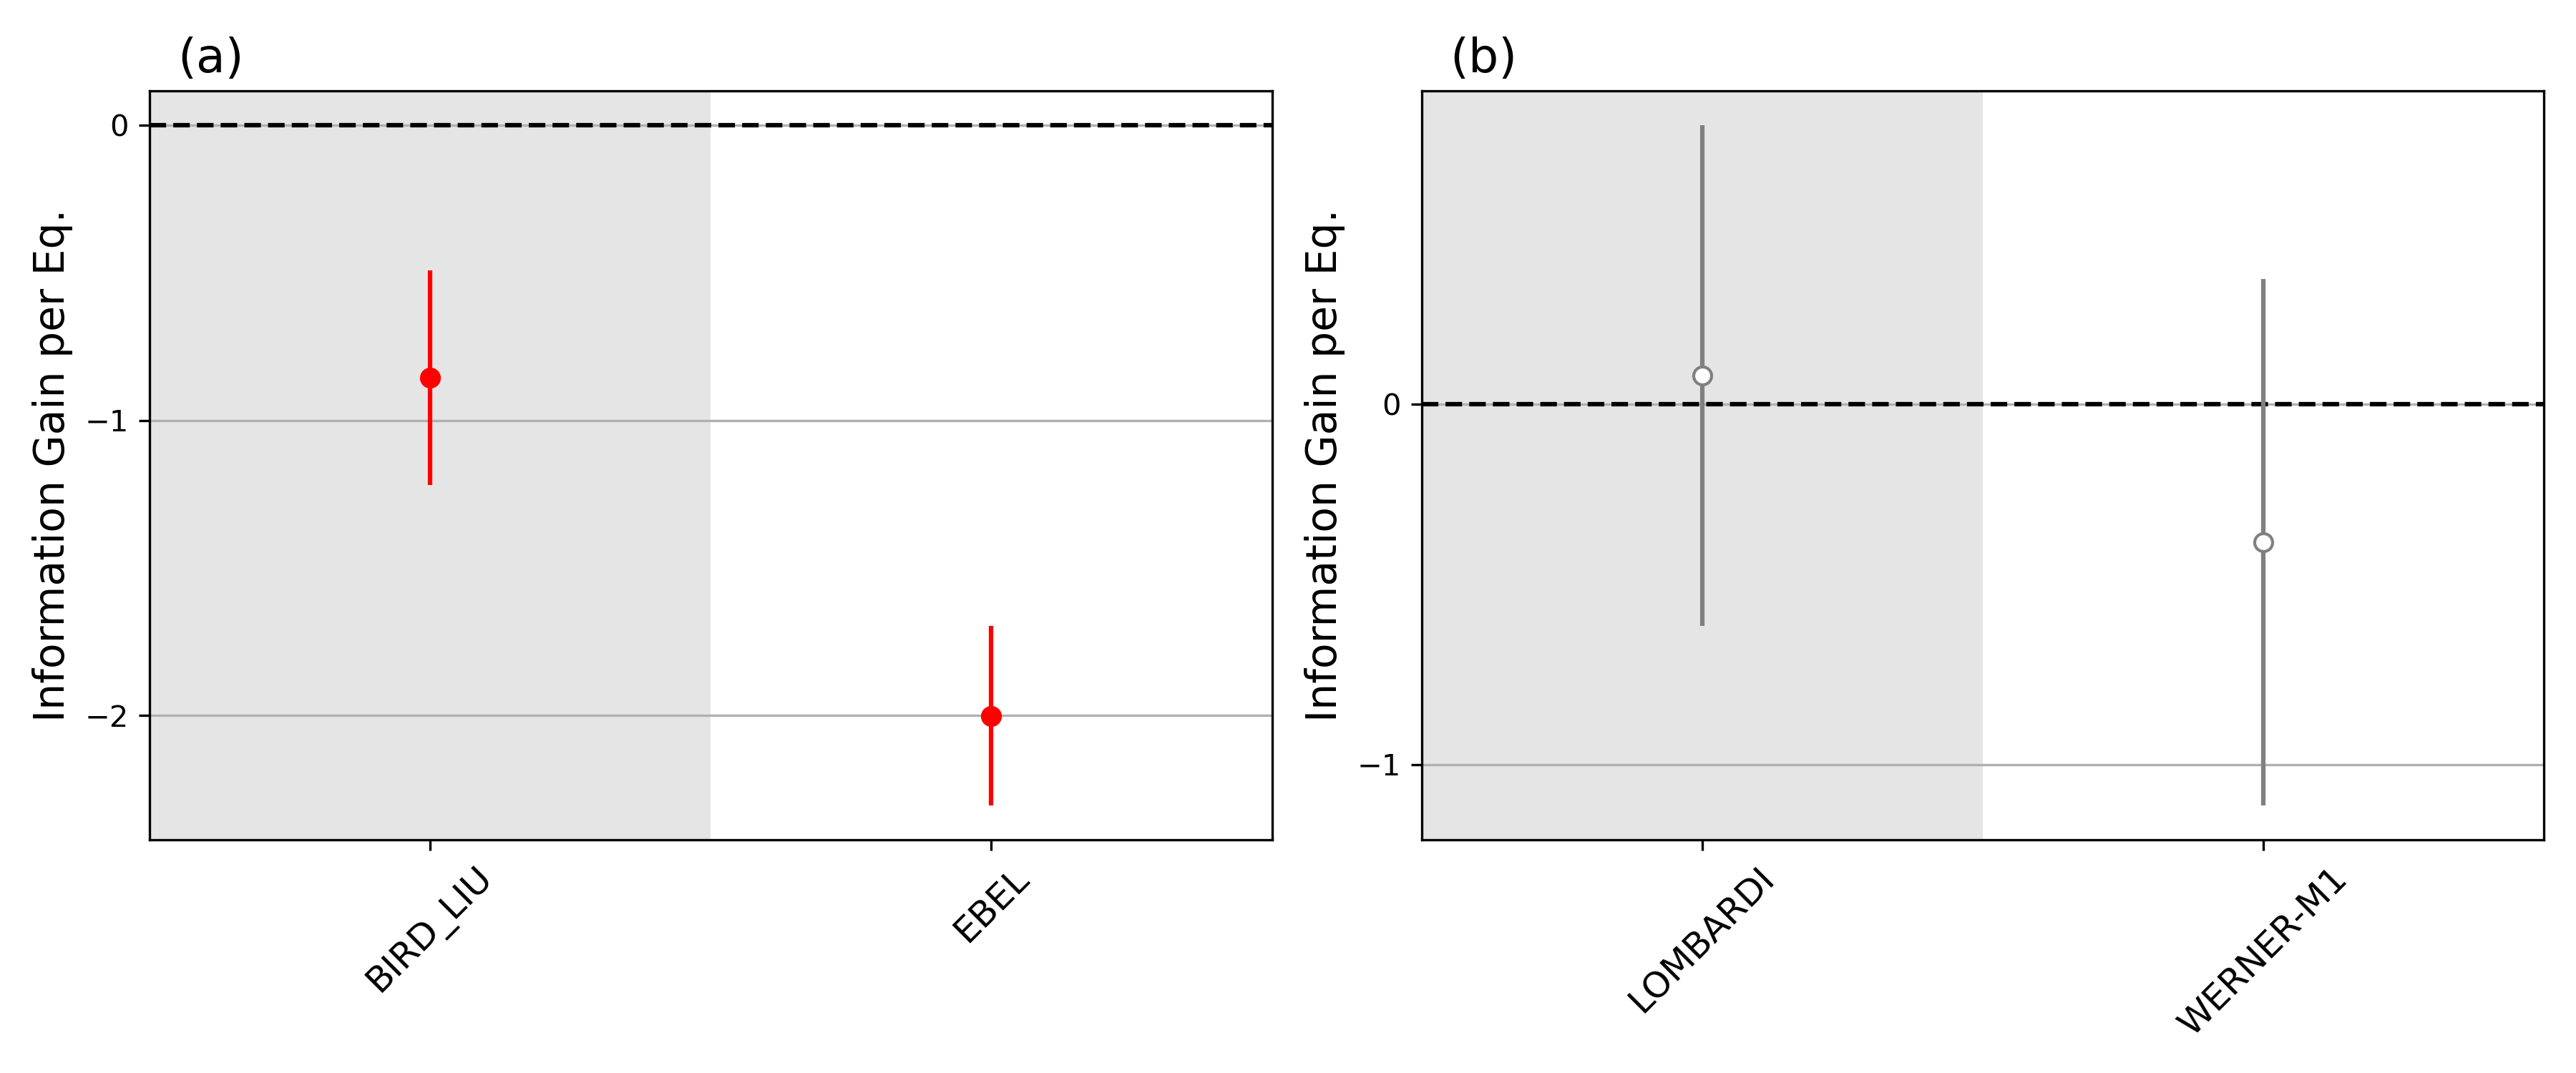 (a)
Information Gain per Eq.
0
−1
−2
BIRD_LIU
EBEL
(b)
Information Gain per Eq.
0
−1
LOMBARDI
WERNER-M1